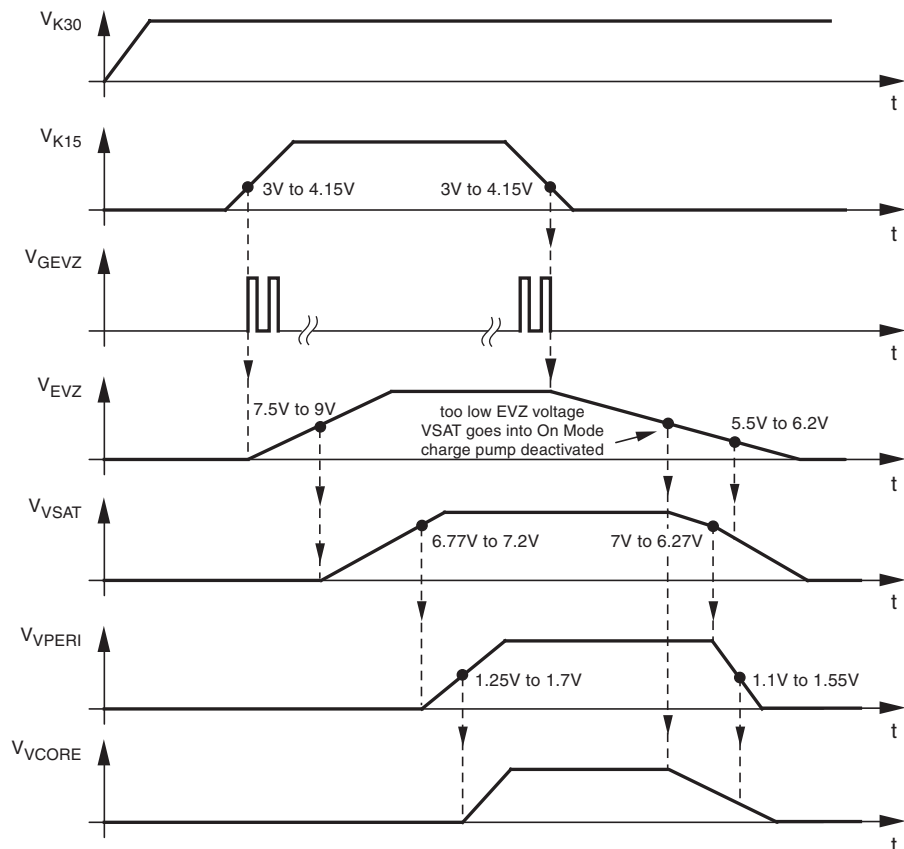 VK30
t
VK15
3V to 4.15V
3V to 4.15V
t
VGEVZ
t
VEVZ
7.5V to 9V
too low EVZ voltage
VSAT goes into On Mode
charge pump deactivated
5.5V to 6.2V
t
VVSAT
6.77V to 7.2V
7V to 6.27V
t
VVPERI
1.25V to 1.7V
1.1V to 1.55V
t
VVCORE
t